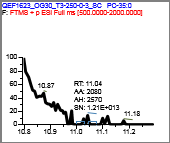 QEF1623_OG30_T3-250-0-3_SC PC-35:0
F: FTMS + p ESI Full ms [500.0000-2000.0000]
100
80
60
40
20
0
10.87
RT: 11.04
AA: 2080
AH: 2570
SN: 1.21E+013
11.18
10.8 10.9 11.0 11.1 11.2